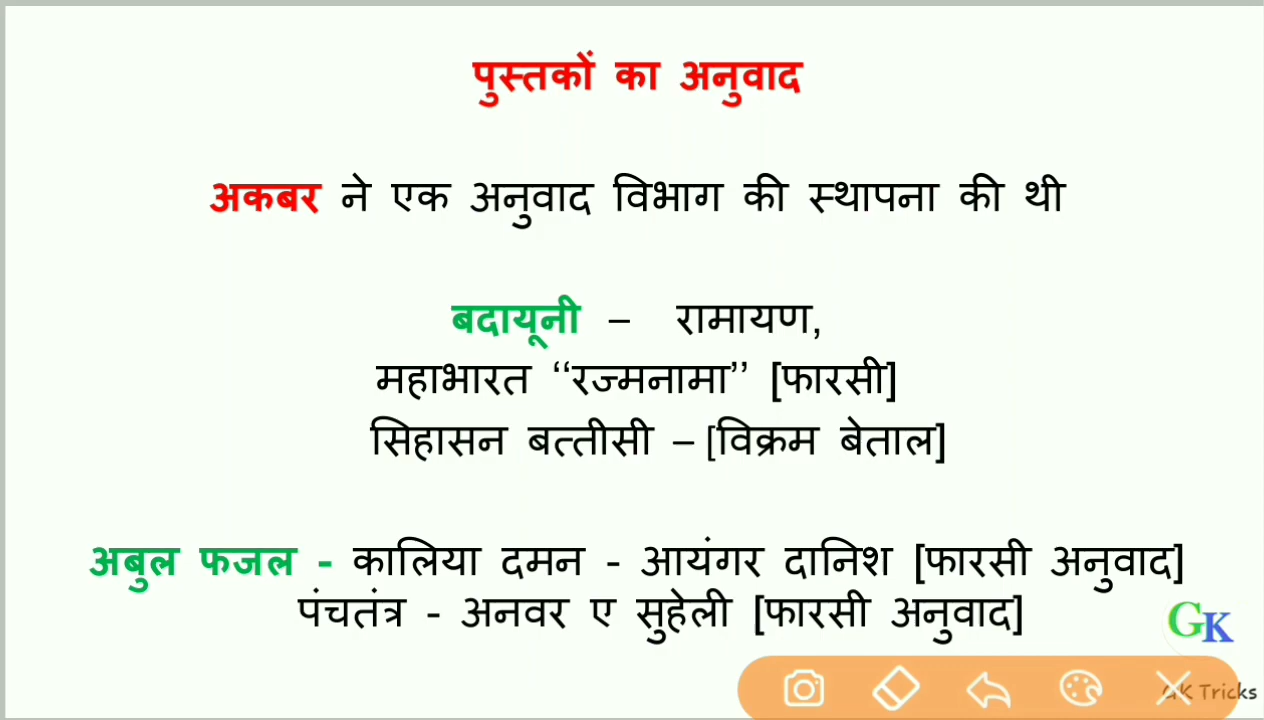 पुस्तकों का अनुवाद
अकबर ने एक अनुवाद विभाग की स्थापना की थी
बदायूनी – रामायण,
महाभारत ‘‘रज्मनामा’’ [फारसी]
सिहासन बत्तीसी – [विक्रम बेताल]
अबुल फजल - कालिया दमन - आयंगर दानिश [फारसी अनुवाद]
पंचतंत्र - अनवर ए सुहेली [फारसी अनुवाद]
GK
GK Tricks